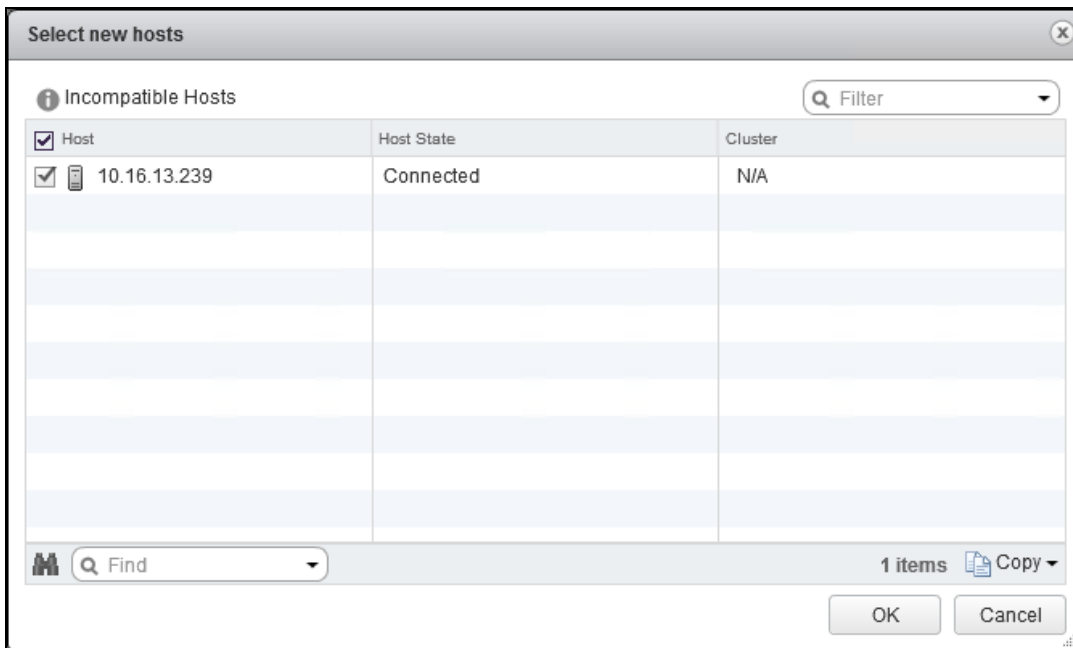 Select new hosts
Incompatible Hosts
Filter
Host Host State Cluster
10.16.13.239 Connected N/A
Find
1 items Copy
OK Cancel